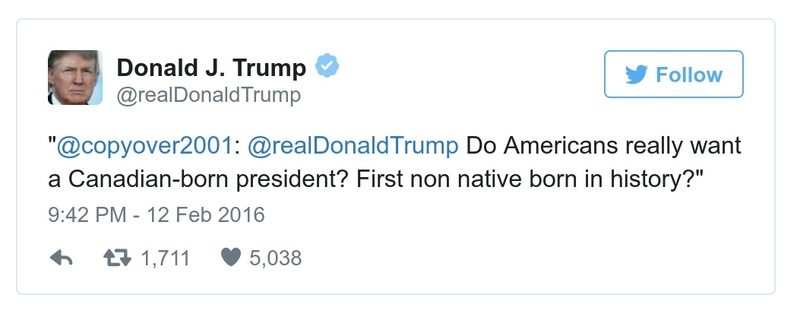 Donald J. Trump
@realDonaldTrump
Follow
"@copyover2001: @realDonaldTrump Do Americans really want
a Canadian-born president? First non native born in history?"
9:42 PM - 12 Feb 2016
1,711 5,038